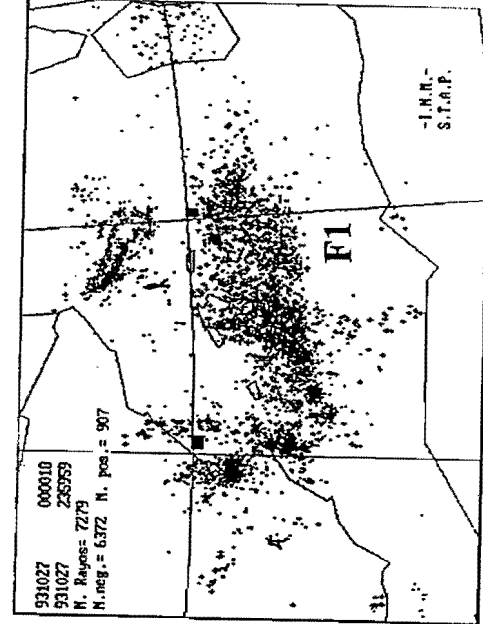 931027 000010
931027 235959
N. Rayos= 7279
N.neg.= 6372 N. pos.= 907
F1
-I.N.M.-
S.T.A.P.